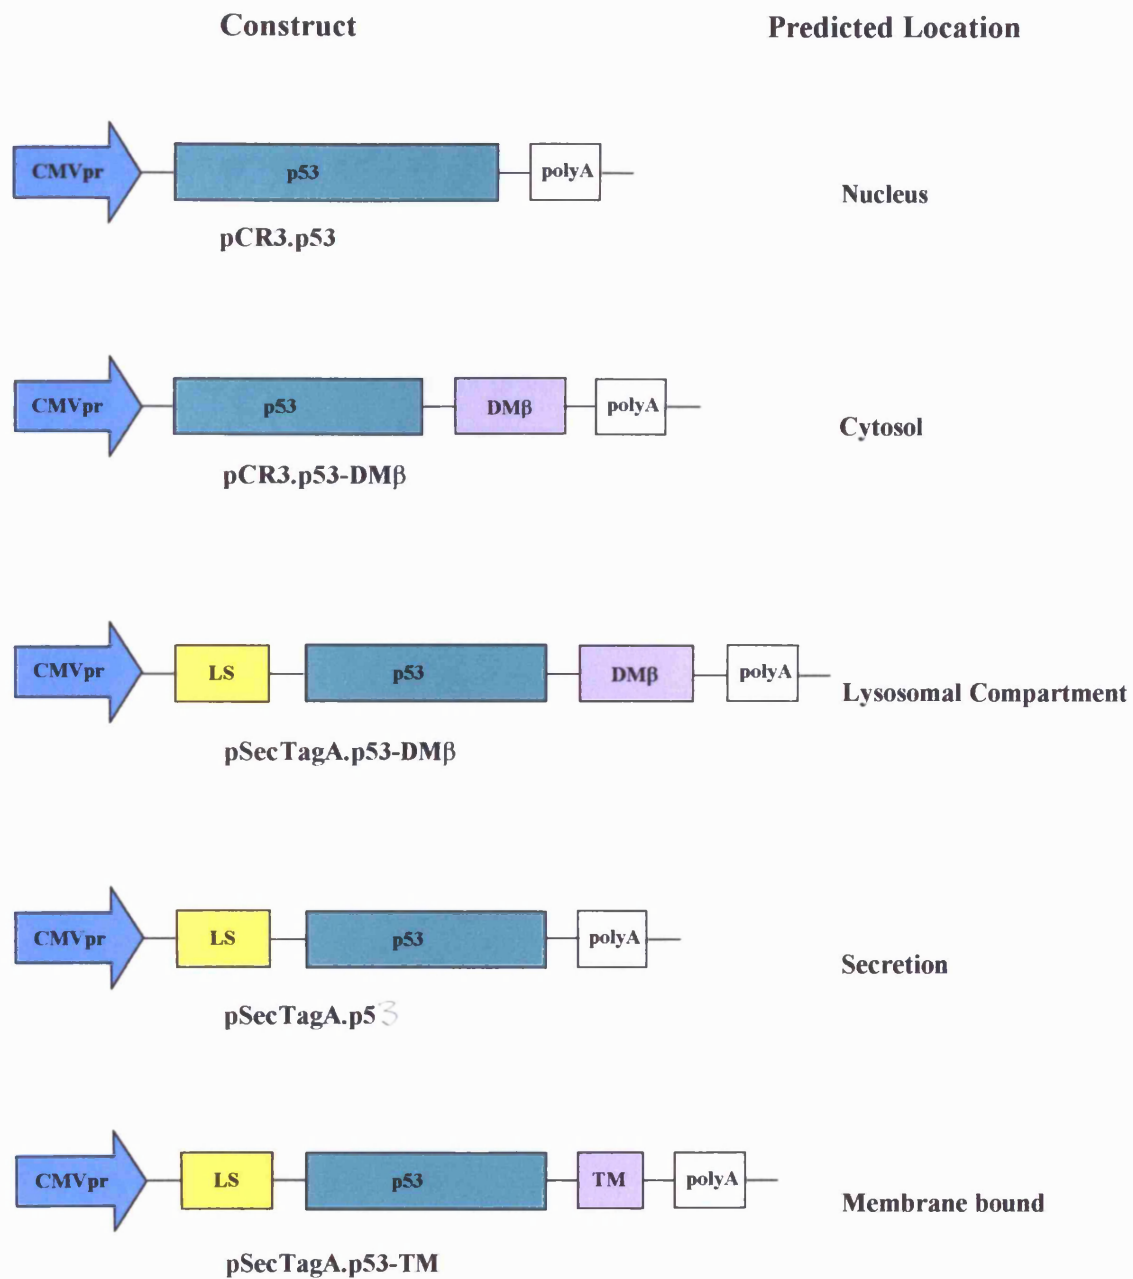 Construct Predicted Location
CMVpr p53 polyA
Nucleus
pCR3.p53
CMVpr p53 DMβ polyA
Cytosol
pCR3.p53-DMβ
CMVpr LS p53 DMβ polyA
Lysosomal Compartment
pSecTagA.p53-DMβ
CMVpr LS p53 polyA
Secretion
pSecTagA.p53
CMVpr LS p53 TM polyA
Membrane bound
pSecTagA.p53-TM